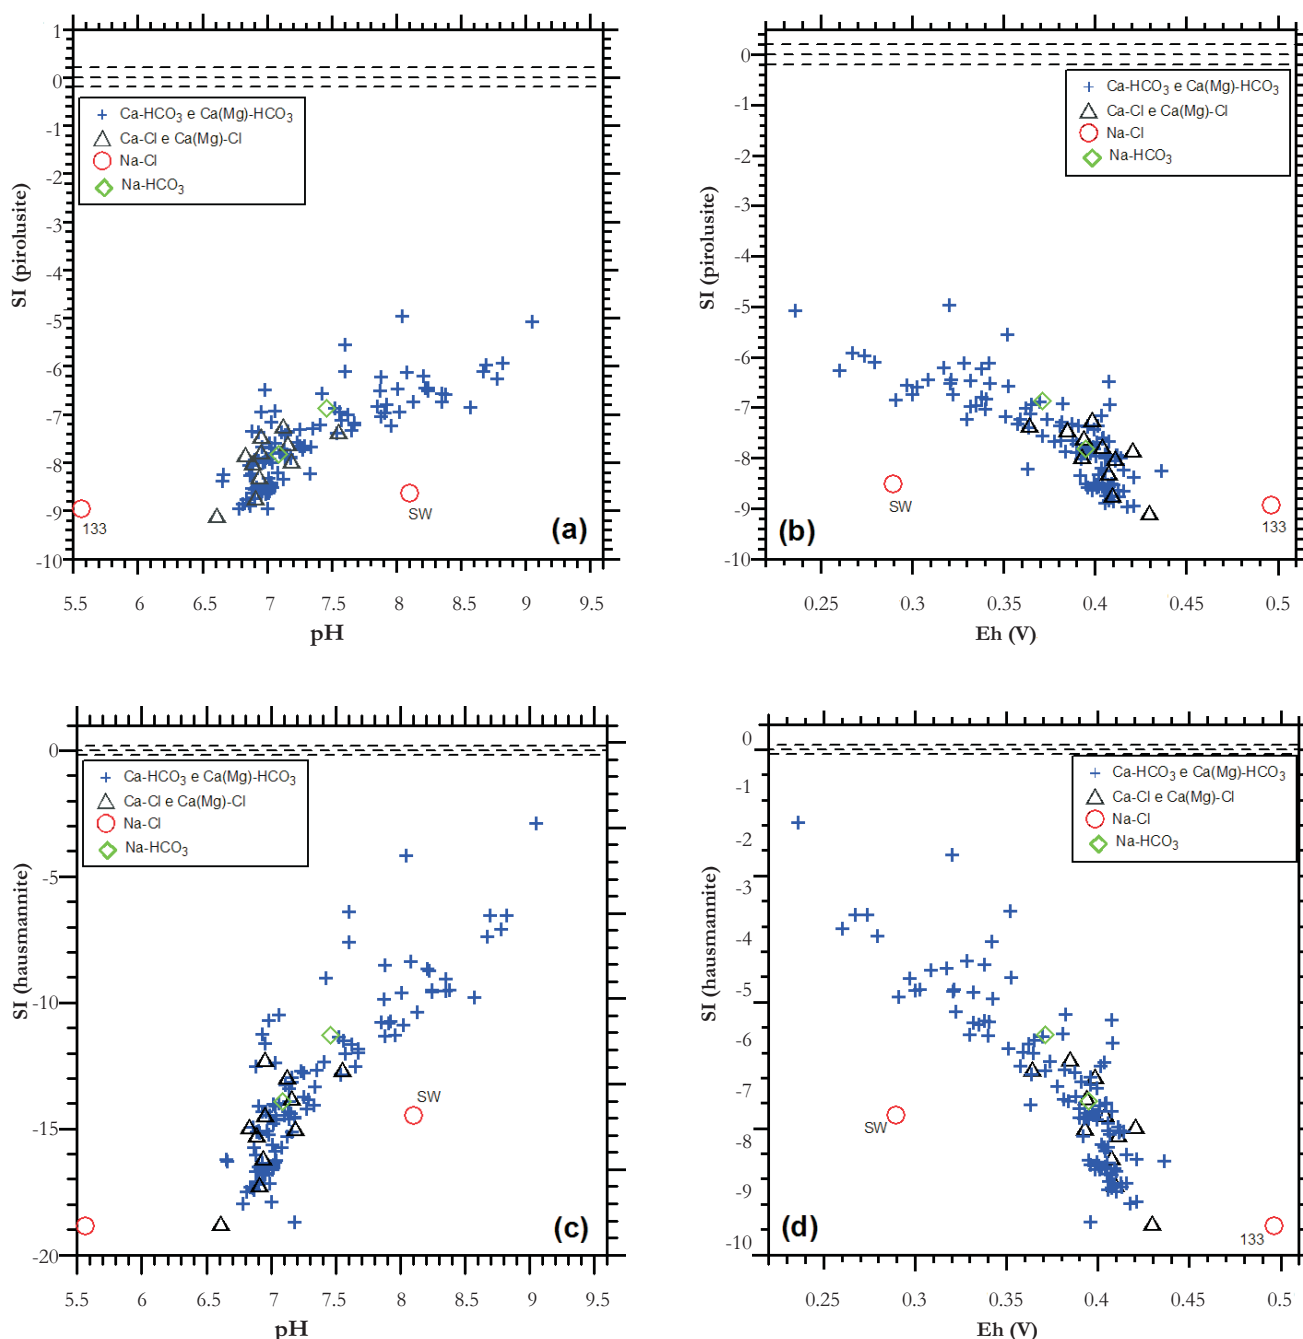 1
0
-1
-2
-3
-4
-5
-6
-7
-8
-9
-10
SI (pirolusite)
Ca-HCO3 e Ca(Mg)-HCO3
Ca-Cl e Ca(Mg)-Cl
Na-Cl
Na-HCO3
133
SW
(a)
5.5 6 6.5 7 7.5 8 8.5 9 9.5
pH
0
-1
-2
-3
-4
-5
-6
-7
-8
-9
-10
SI (pirolusite)
Ca-HCO3 e Ca(Mg)-HCO3
Ca-Cl e Ca(Mg)-Cl
Na-Cl
Na-HCO3
SW
133
(b)
0.25 0.3 0.35 0.4 0.45 0.5
Eh (V)
0
-5
-10
-15
-20
SI (hausmannite)
Ca-HCO3 e Ca(Mg)-HCO3
Ca-Cl e Ca(Mg)-Cl
Na-Cl
Na-HCO3
SW
(c)
5.5 6 6.5 7 7.5 8 8.5 9 9.5
pH
0
-1
-2
-3
-4
-5
-6
-7
-8
-9
-10
SI (hausmannite)
Ca-HCO3 e Ca(Mg)-HCO3
Ca-Cl e Ca(Mg)-Cl
Na-Cl
Na-HCO3
SW
133
(d)
0.25 0.3 0.35 0.4 0.45 0.5
Eh (V)